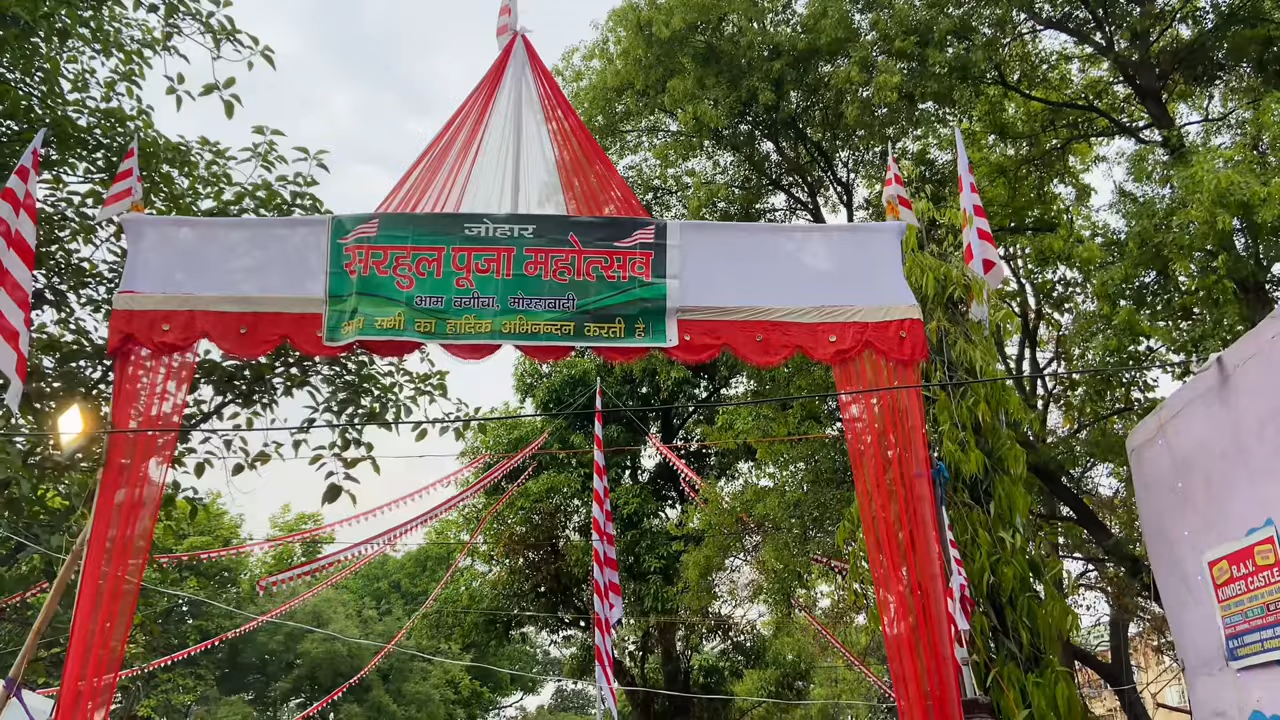 जोहार
सरहुल पूजा महोत्सव
आम बगीचा, मोरहाबादी
आप सभी का हार्दिक अभिनन्दन करती है
R.A.V.
KINDER CASTLE